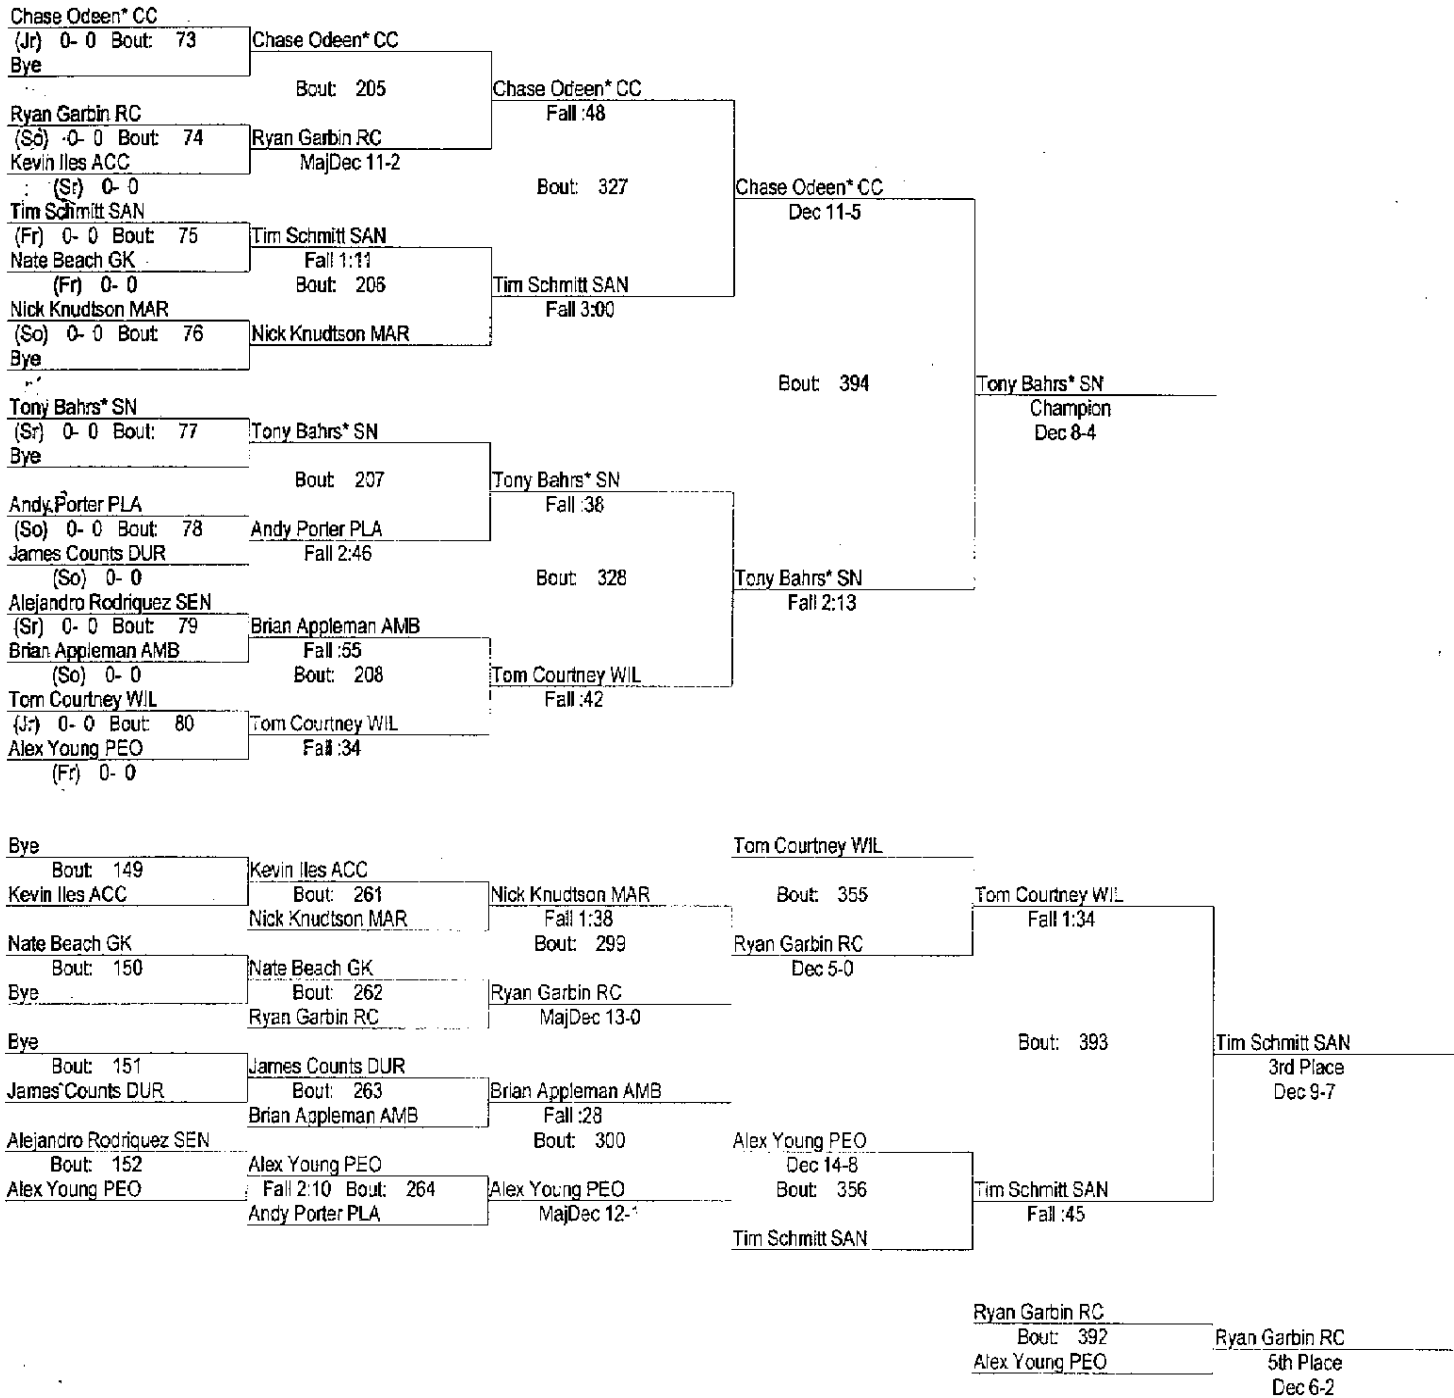 Chase Odeen* CC
(Jr) 0- 0 Bout: 73
Bye
Chase Odeen* CC
Bout: 205
Ryan Garbin RC
(So) 0- 0 Bout: 74
Kevin Iles ACC
(Sr) 0- 0
Ryan Garbin RC
MajDec 11-2
Chase Odeen* CC
Fall :48
Bout: 327
Tim Schmitt SAN
(Fr) 0- 0 Bout: 75
Nate Beach GK
(Fr) 0- 0
Tim Schmitt SAN
Fall 1:11
Bout: 206
Nick Knudtson MAR
(So) 0- 0 Bout: 76
Bye
Nick Knudtson MAR
Tim Schmitt SAN
Fall 3:00
Chase Odeen* CC
Dec 11-5
Bout: 394
Tony Bahrs* SN
Champion
Dec 8-4
Tony Bahrs* SN
(Sr) 0- 0 Bout: 77
Bye
Tony Bahrs* SN
Bout: 207
Andy Porter PLA
(So) 0- 0 Bout: 78
James Counts DUR
(So) 0- 0
Andy Porter PLA
Fall 2:46
Tony Bahrs* SN
Fall :38
Bout: 328
Alejandro Rodriquez SEN
(Sr) 0- 0 Bout: 79
Brian Appleman AMB
(So) 0- 0
Brian Appleman AMB
Fall :55
Bout: 208
Tom Courtney WIL
(Jr) 0- 0 Bout: 80
Alex Young PEO
(Fr) 0- 0
Tom Courtney WIL
Fall :34
Tom Courtney WIL
Fall :42
Tony Bahrs* SN
Fall 2:13
Bye
Bout: 149
Kevin Iles ACC
Kevin Iles ACC
Bout: 261
Nick Knudtson MAR
Nick Knudtson MAR
Fall 1:38
Bout: 299
Nate Beach GK
Bout: 150
Bye
Nate Beach GK
Bout: 262
Ryan Garbin RC
Ryan Garbin RC
MajDec 13-0
Tom Courtney WIL
Bout: 355
Ryan Garbin RC
Dec 5-0
Tom Courtney WIL
Fall 1:34
Bout: 393
Tim Schmitt SAN
3rd Place
Dec 9-7
Bye
Bout: 151
James Counts DUR
James Counts DUR
Bout: 263
Brian Appleman AMB
Brian Appleman AMB
Fall :28
Bout: 300
Alejandro Rodriquez SEN
Bout: 152
Alex Young PEO
Alex Young PEO
Fall 2:10 Bout: 264
Andy Porter PLA
Alex Young PEO
MajDec 12-1
Alex Young PEO
Dec 14-8
Bout: 356
Tim Schmitt SAN
Tim Schmitt SAN
Fall :45
Ryan Garbin RC
Bout: 392
Alex Young PEO
Ryan Garbin RC
5th Place
Dec 6-2